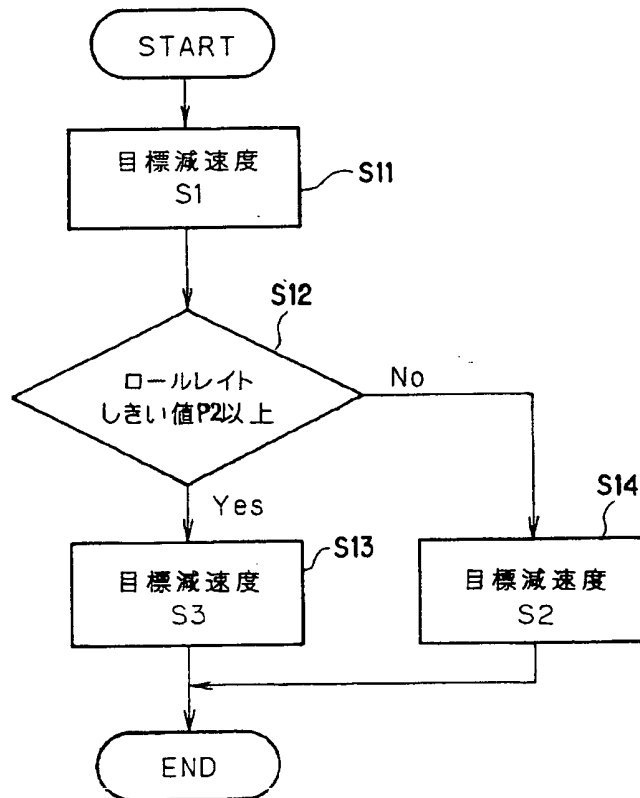 START
目標減速度
S1
S11
S12
ロールレイト
しきい値P2以上
No
Yes
S13
目標減速度
S3
S14
目標減速度
S2
END